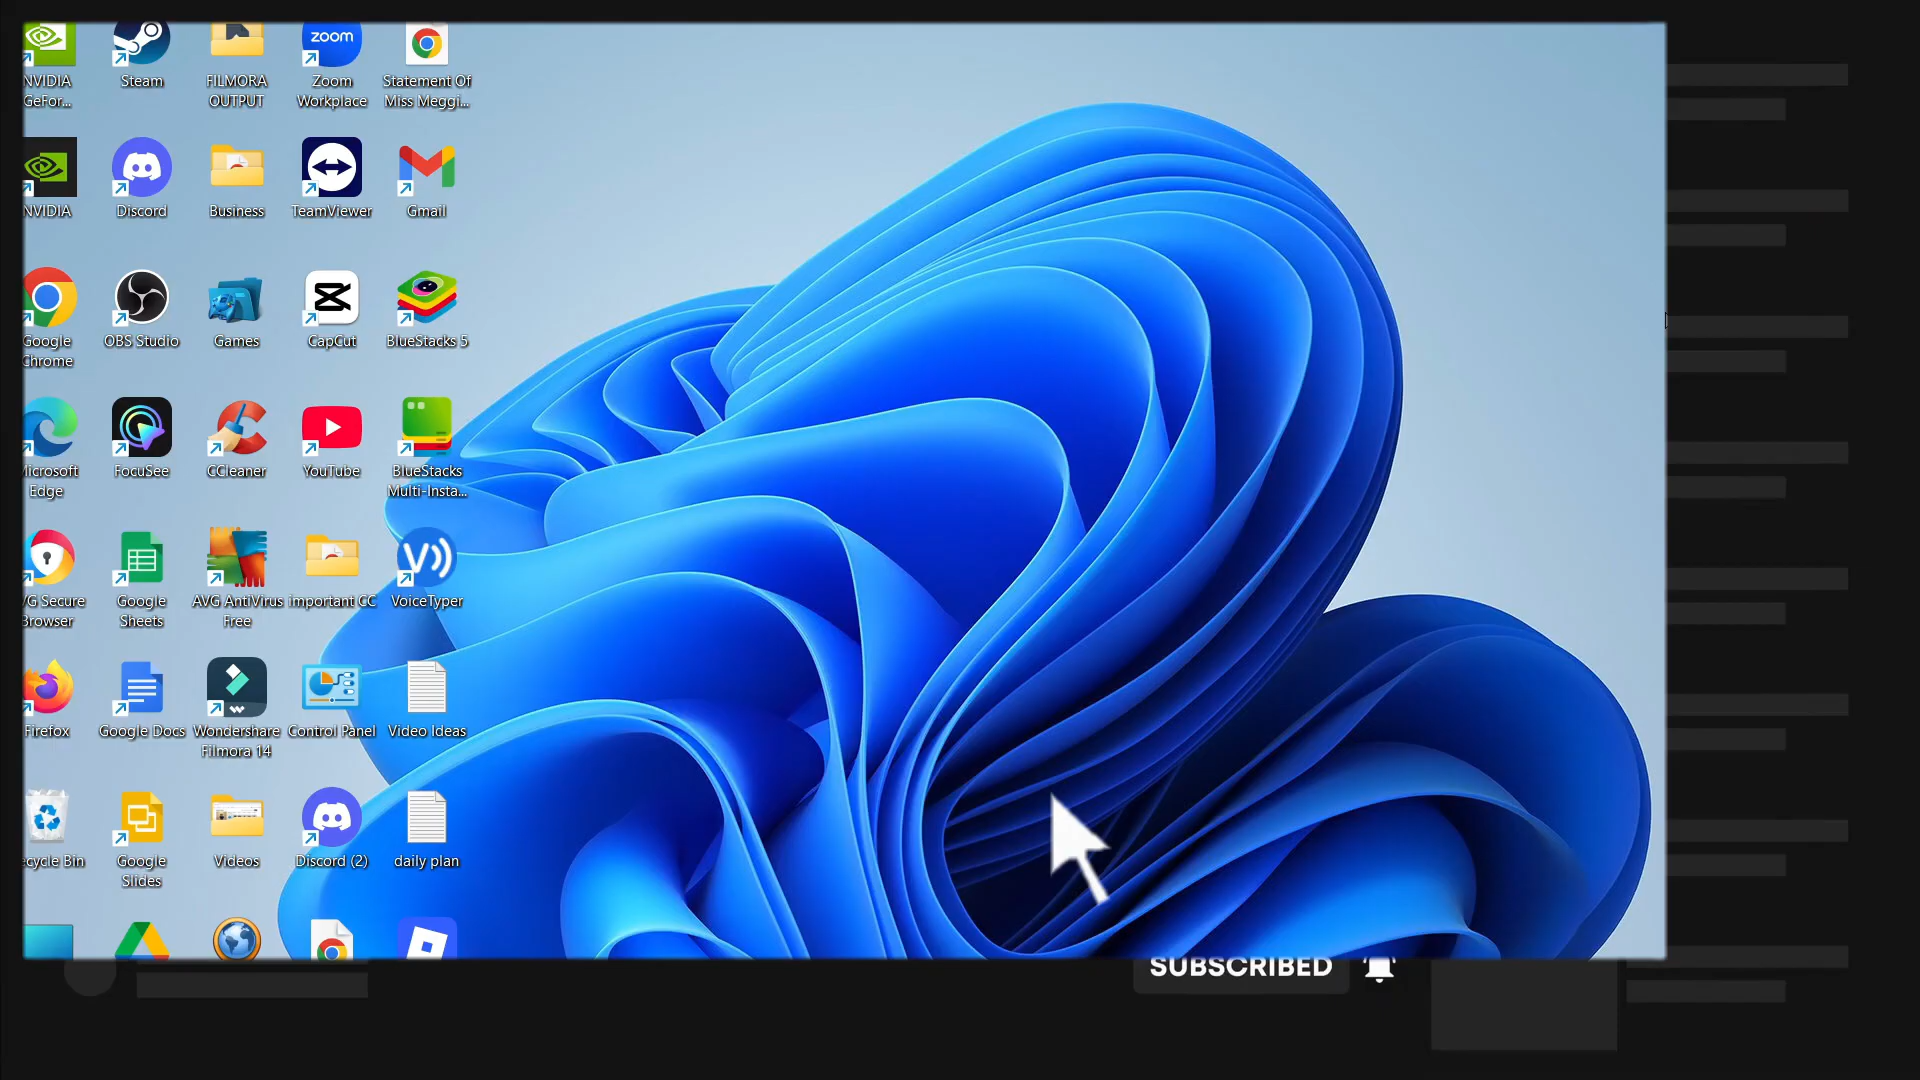 NVIDIA
GeFor...
Steam
FILMORA
OUTPUT
zoom
Zoom
Workplace
Statement Of
Miss Meggi...
NVIDIA
Discord
Business
TeamViewer
Gmail
Google
Chrome
OBS Studio
Games
CapCut
BlueStacks 5
Microsoft
Edge
FocuSee
CCleaner
YouTube
BlueStacks
Multi-Insta...
VG Secure
Browser
Google
Sheets
AVG AntiVirus
Free
important CC
V))
VoiceTyper
Firefox
Google Docs
Wondershare
Filmora 14
Control Panel
Video Ideas
ecycle Bin
Google
Slides
Videos
Discord (2)
daily plan
SUBSCRIBED